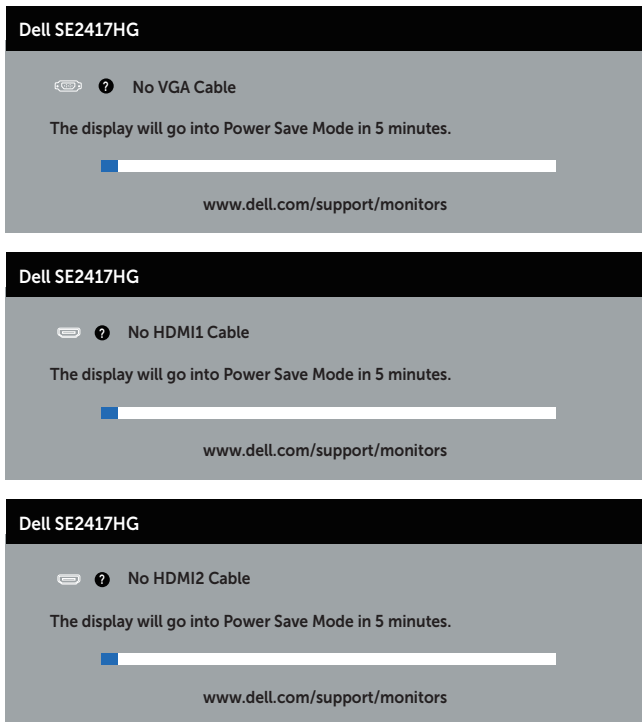 Dell SE2417HG
? No VGA Cable
The display will go into Power Save Mode in 5 minutes.
www.dell.com/support/monitors
Dell SE2417HG
? No HDMI1 Cable
The display will go into Power Save Mode in 5 minutes.
www.dell.com/support/monitors
Dell SE2417HG
? No HDMI2 Cable
The display will go into Power Save Mode in 5 minutes.
www.dell.com/support/monitors